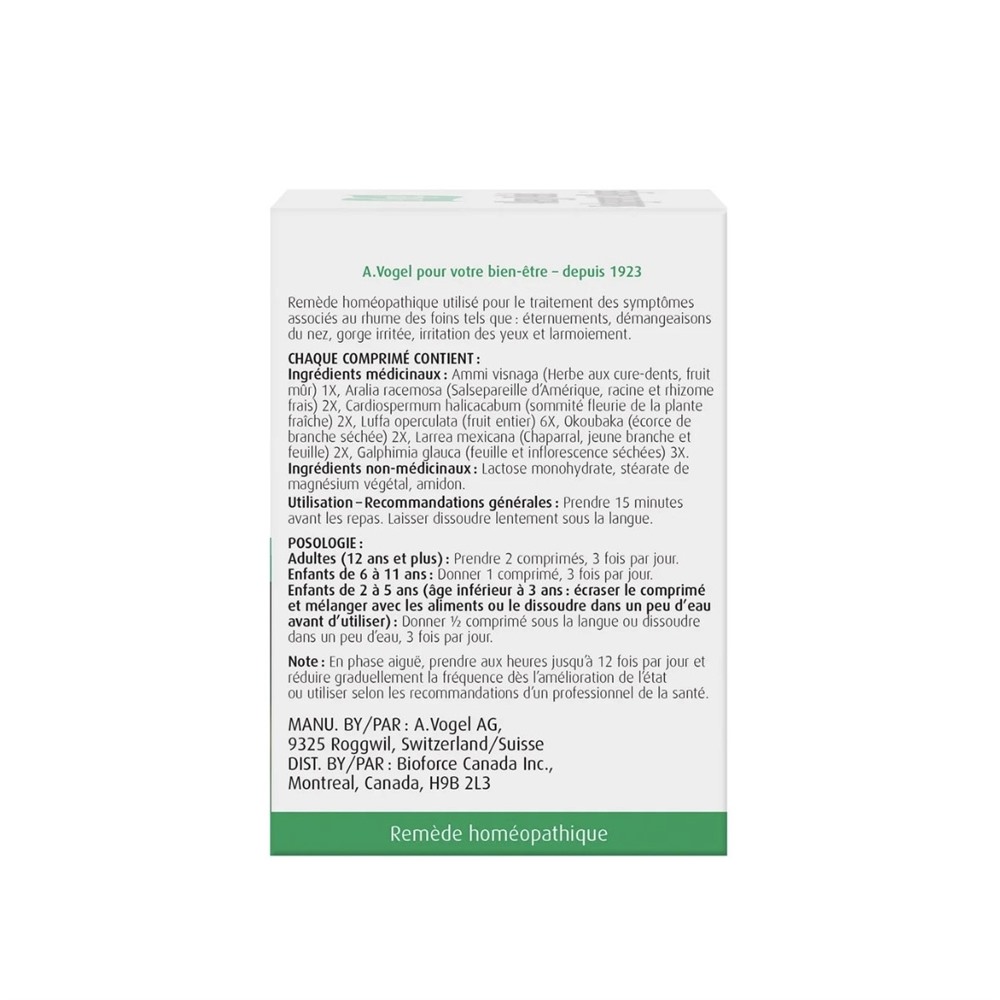 A.Vogel pour votre bien-être – depuis 1923
Remède homéopathique utilisé pour le traitement des symptômes
associés au rhume des foins tels que : éternuements, démangeaisons
du nez, gorge irritée, irritation des yeux et larmoiement.
CHAQUE COMPRIMÉ CONTIENT :
Ingrédients médicinaux : Ammi visnaga (Herbe aux cure-dents, fruit
mûr) 1X, Aralia racemosa (Salsepareille d’Amérique, racine et rhizome
frais) 2X, Cardiospermum halicacabum (sommité fleurie de la plante
fraîche) 2X, Luffa operculata (fruit entier) 6X, Okoubaka (écorce de
branche séchée) 2X, Larrea mexicana (Chaparral, jeune branche et
feuille) 2X, Galphimia glauca (feuille et inflorescence séchées) 3X.
Ingrédients non-médicinaux : Lactose monohydrate, stéarate de
magnésium végétal, amidon.
Utilisation – Recommandations générales : Prendre 15 minutes
avant les repas. Laisser dissoudre lentement sous la langue.
POSOLOGIE :
Adultes (12 ans et plus) : Prendre 2 comprimés, 3 fois par jour.
Enfants de 6 à 11 ans : Donner 1 comprimé, 3 fois par jour.
Enfants de 2 à 5 ans (âge inférieur à 3 ans : écraser le comprimé
et mélanger avec les aliments ou le dissoudre dans un peu d’eau
avant d’utiliser) : Donner ½ comprimé sous la langue ou dissoudre
dans un peu d’eau, 3 fois par jour.
Note : En phase aiguë, prendre aux heures jusqu’à 12 fois par jour et
réduire graduellement la fréquence dès l’amélioration de l’état
ou utiliser selon les recommandations d’un professionnel de la santé.
MANU. BY/PAR : A.Vogel AG,
9325 Roggwil, Switzerland/Suisse
DIST. BY/PAR : Bioforce Canada Inc.,
Montreal, Canada, H9B 2L3
Remède homéopathique